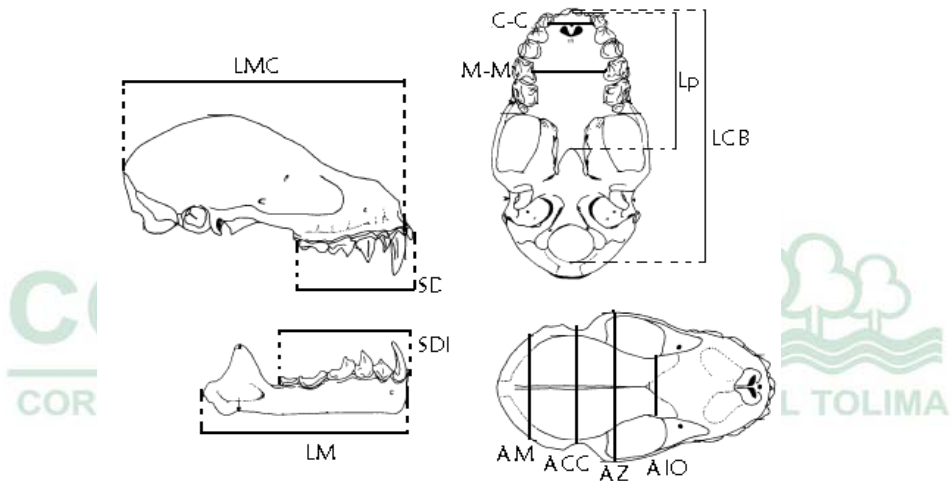 C-C
LMC
M-M
Lp
LCB
SD
SDI
COR
L TOLIMA
LM
AM
ACC
AZ
AIO